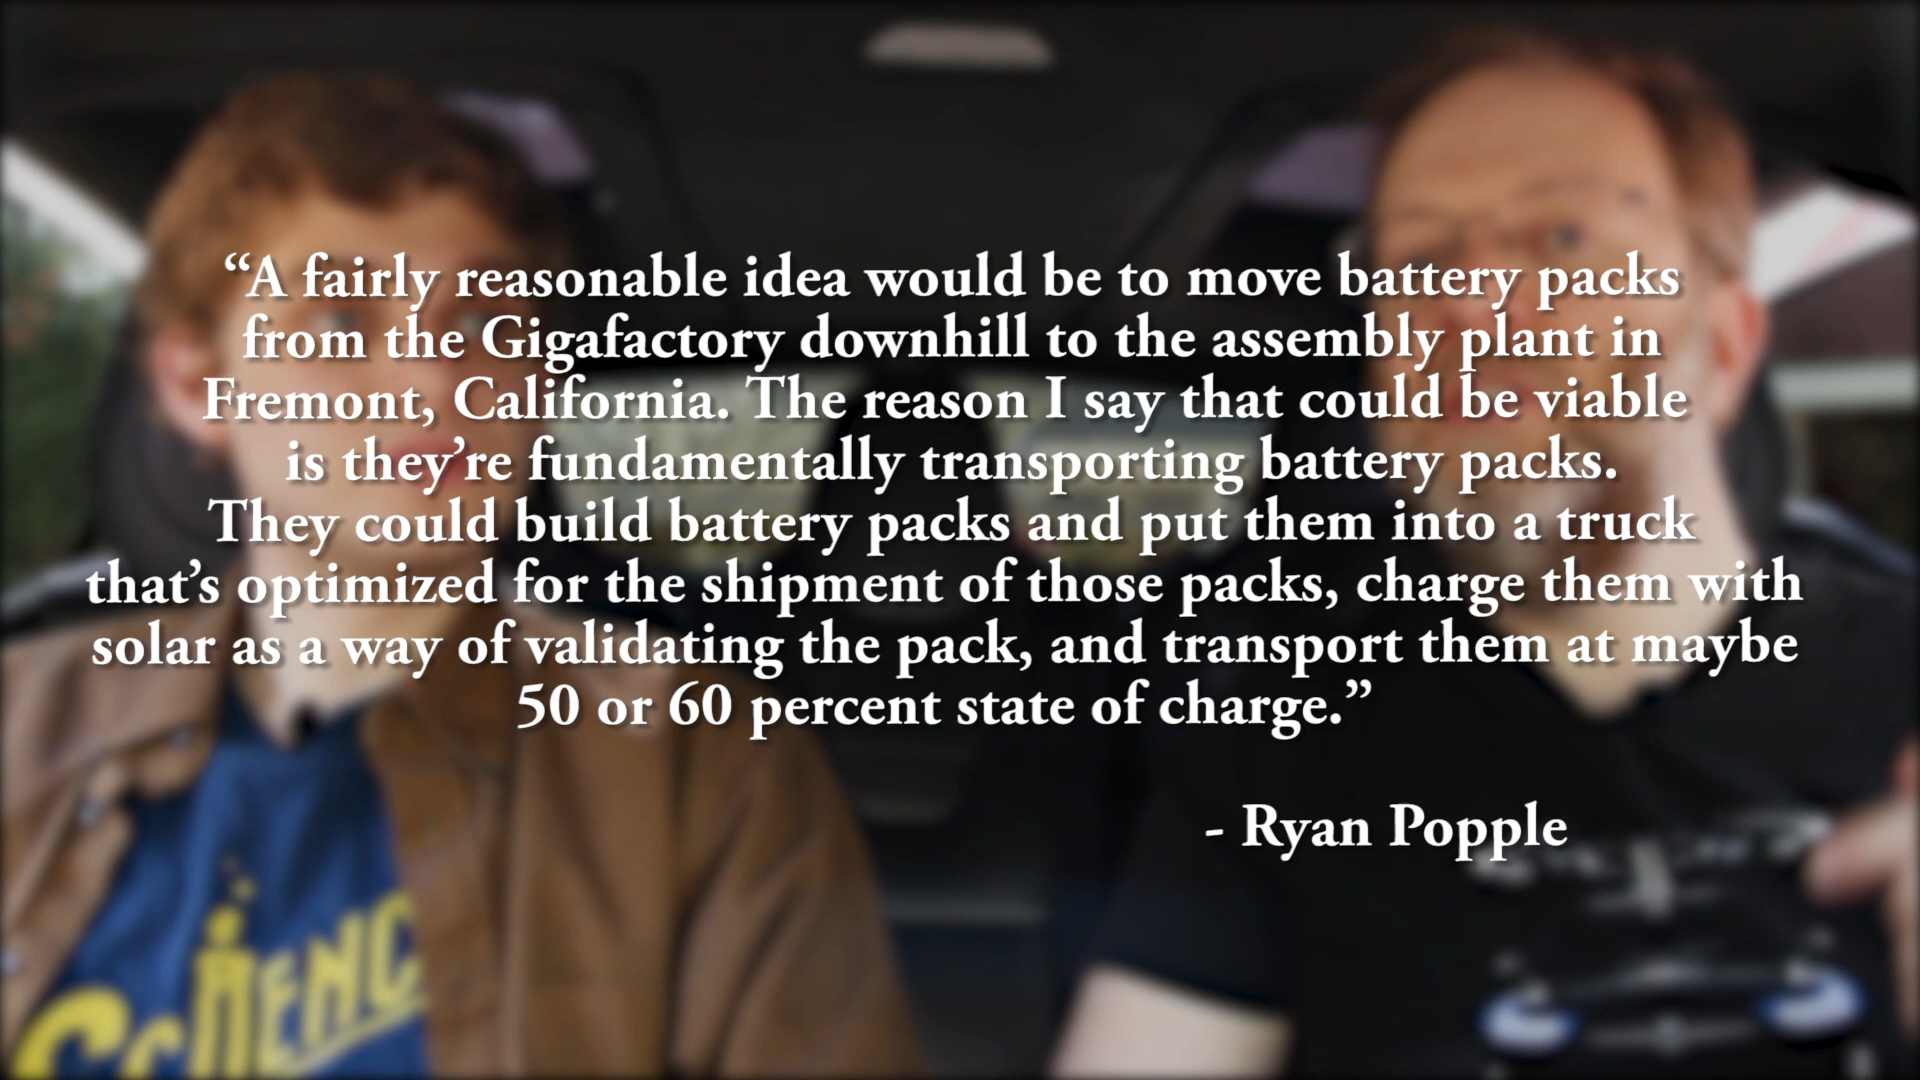 “A fairly reasonable idea would be to move battery packs
from the Gigafactory downhill to the assembly plant in
Fremont, California. The reason I say that could be viable
is they’re fundamentally transporting battery packs.
They could build battery packs and put them into a truck
that’s optimized for the shipment of those packs, charge them with
solar as a way of validating the pack, and transport them at maybe
50 or 60 percent state of charge.”
- Ryan Popple
SCiENC